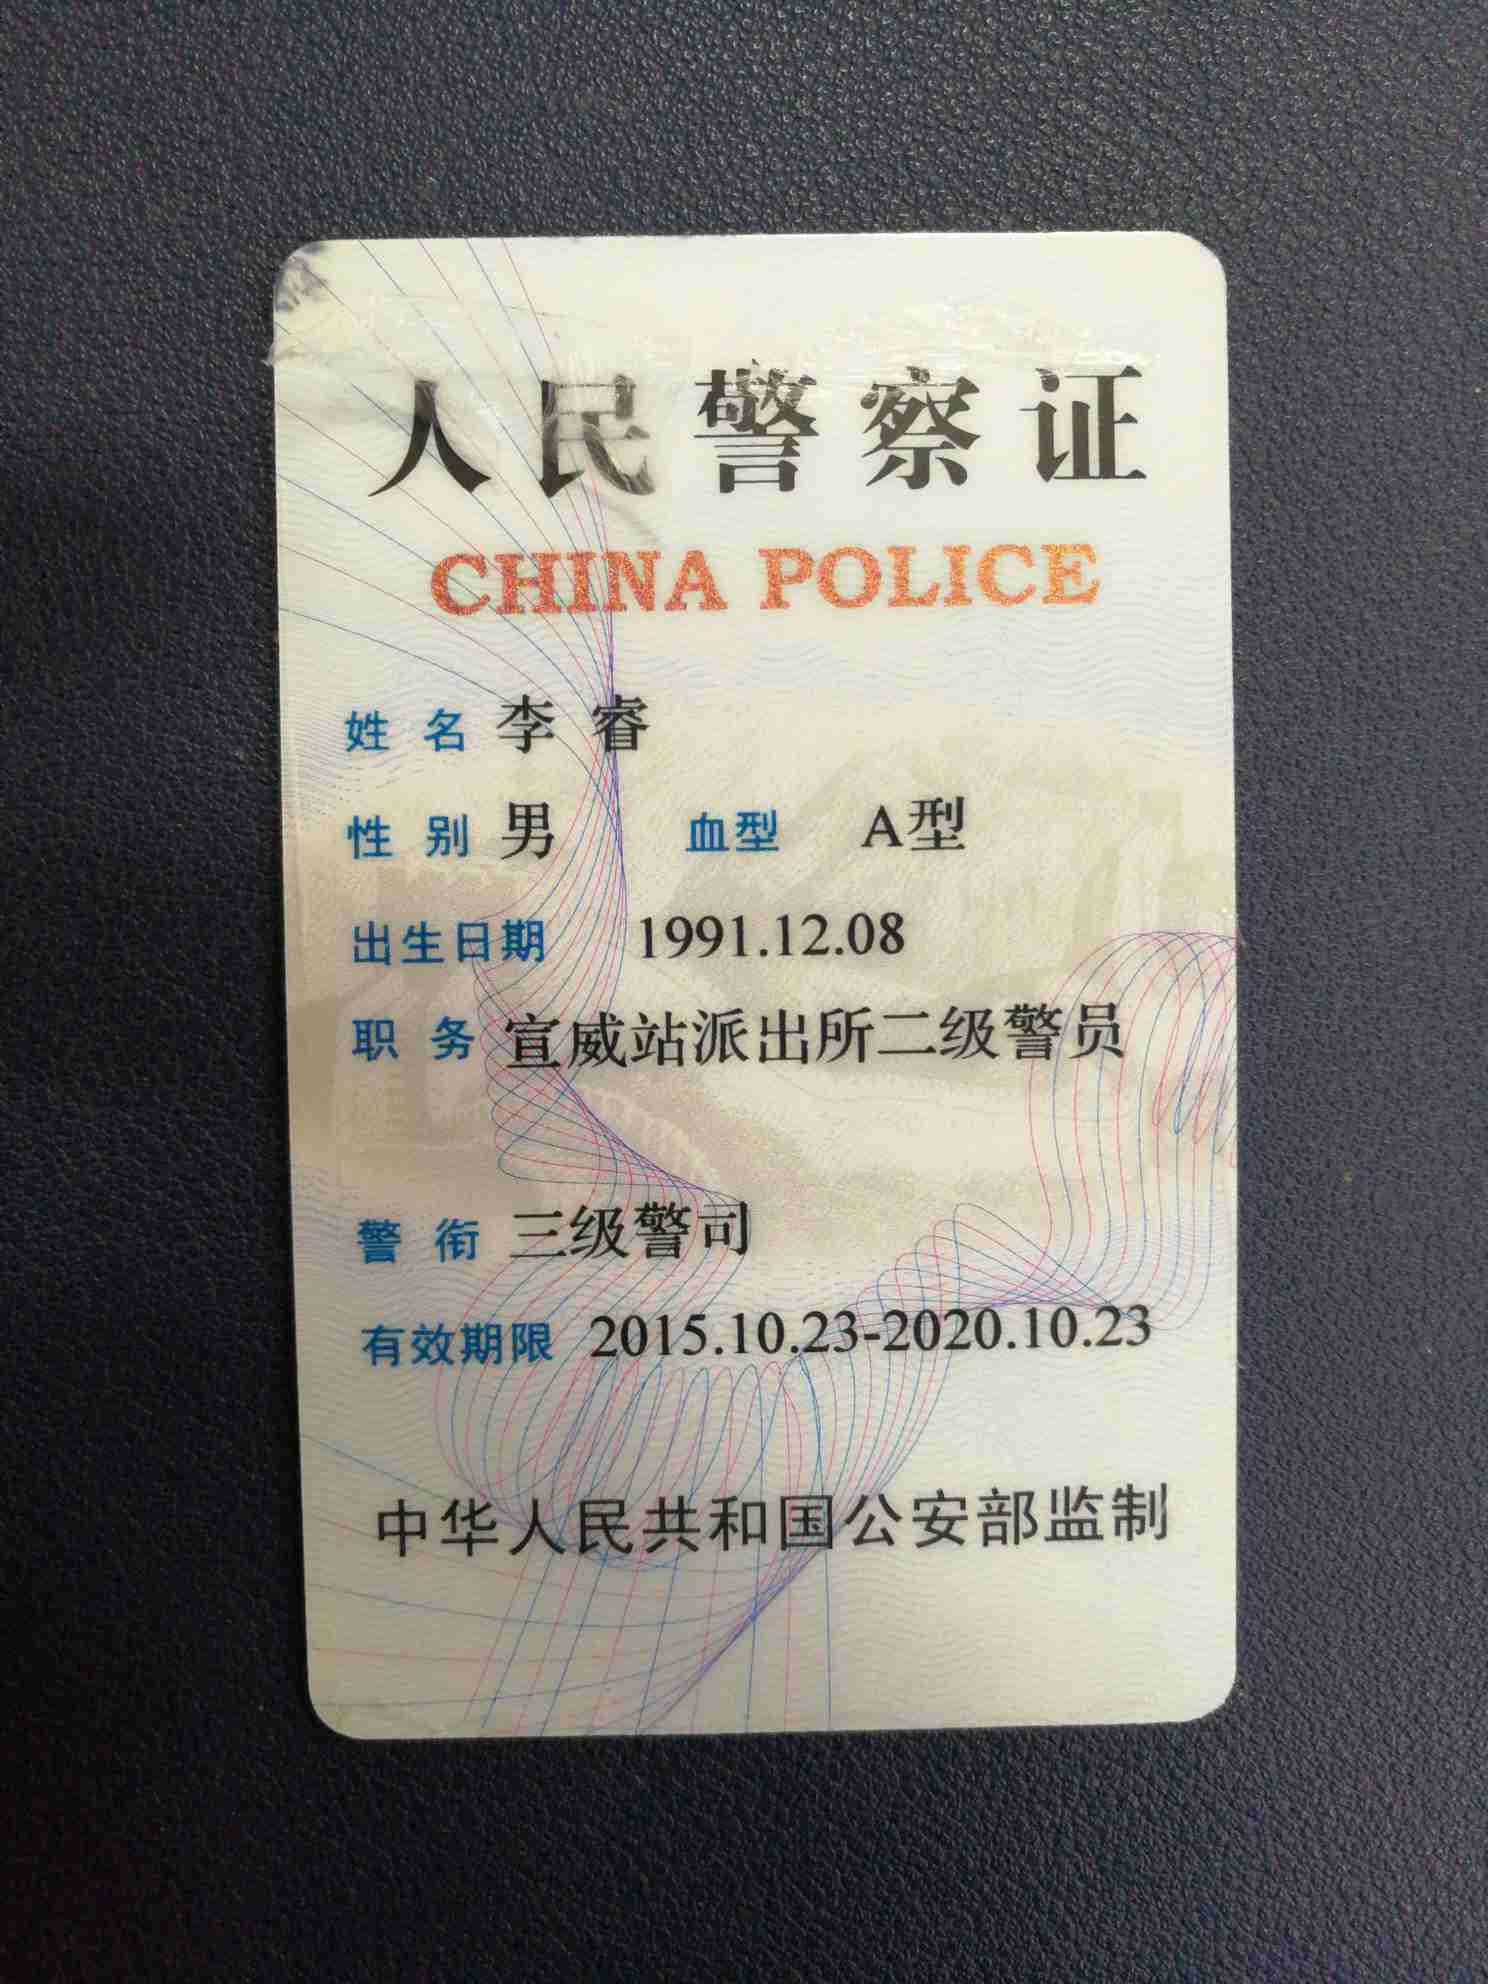 人民警察证
CHINA POLICE
姓名 李睿
性别 男 血型 A型
出生日期 1991.12.08
职务 宣威站派出所二级警员
警衔 三级警司
有效期限 2015.10.23-2020.10.23
中华人民共和国公安部监制